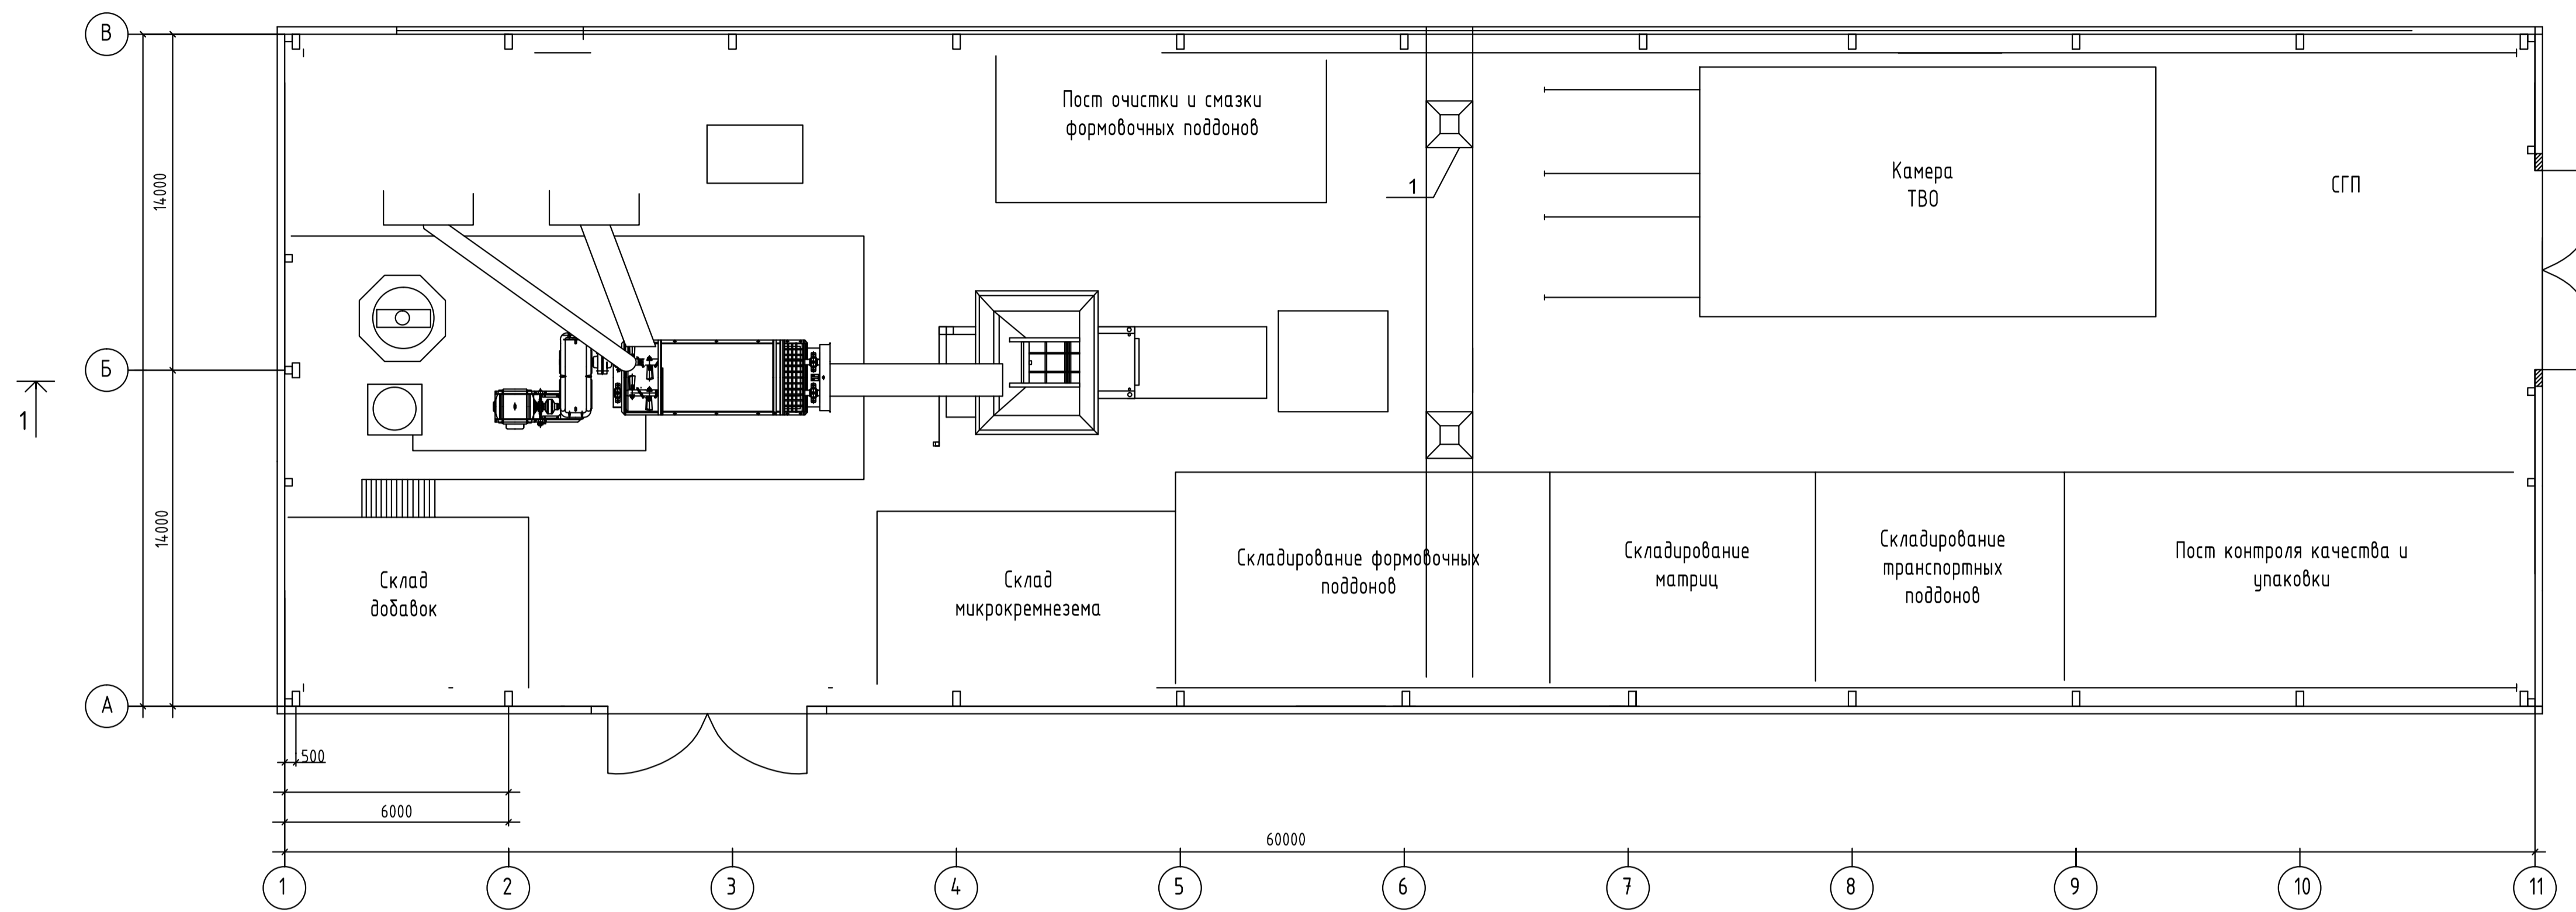 В
Пост очистки и смазки
формовочных поддонов
Камера
ТВО
СГП
1
14000
Б
1
14000
Склад
добавок
Склад
микрокремнезема
Складирование формовочных
поддонов
Складирование
матриц
Складирование
транспортных
поддонов
Пост контроля качества и
упаковки
А
500
6000
60000
1 2 3 4 5 6 7 8 9 10 11